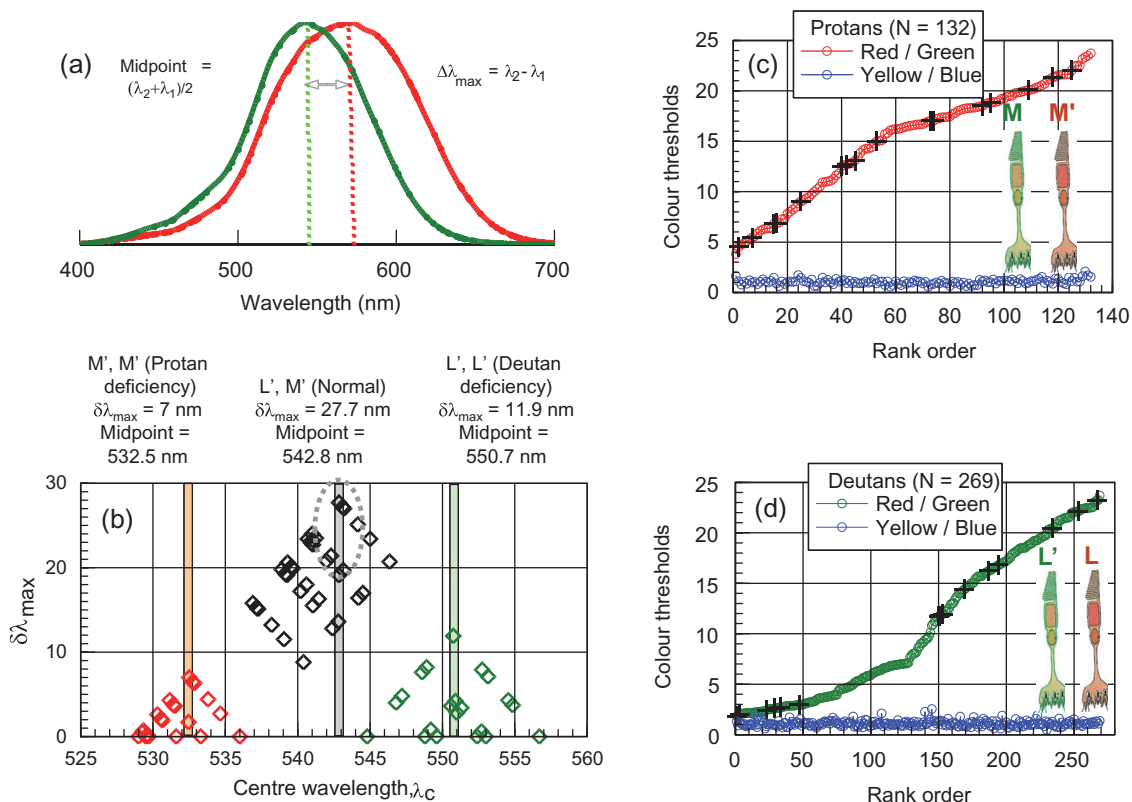 (a)
Midpoint =
(λ₂+λ₁)/2
Δλmax = λ₂- λ₁
400 500 600 700
Wavelength (nm)
M', M' (Protan
deficiency)
δλmax = 7 nm
Midpoint =
532.5 nm
L', M' (Normal)
δλmax = 27.7 nm
Midpoint =
542.8 nm
L', L' (Deutan
deficiency)
δλmax = 11.9 nm
Midpoint =
550.7 nm
(b)
δλmax
30
20
10
0
525 530 535 540 545 550 555 560
Centre wavelength,λc
(c)
Protans (N = 132)
Red / Green
Yellow / Blue
M M'
Colour thresholds
25
20
15
10
5
0
0 20 40 60 80 100 120 140
Rank order
(d)
Deutans (N = 269)
Red / Green
Yellow / Blue
L' L
Colour thresholds
25
20
15
10
5
0
0 50 100 150 200 250
Rank order